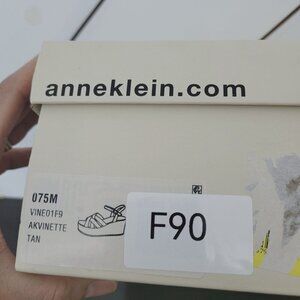 anneklein.com
075M
VINE01F9
AKVINETTE
TAN
F90